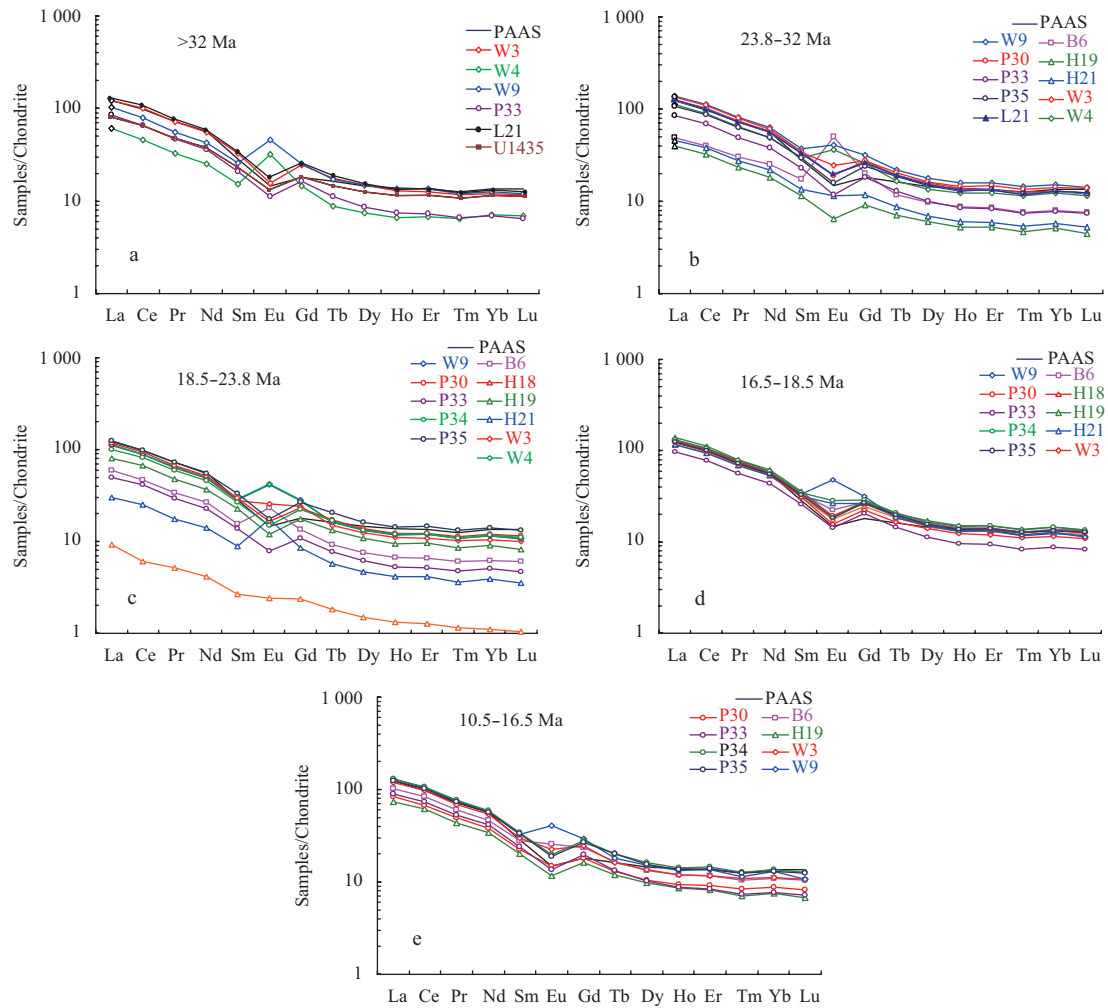 1 000
100
10
1
Samples/Chondrite
>32 Ma
PAAS
W3
W4
W9
P33
L21
U1435
a
La Ce Pr Nd Sm Eu Gd Tb Dy Ho Er Tm Yb Lu
1 000
100
10
1
Samples/Chondrite
23.8–32 Ma
PAAS
W9 B6
P30 H19
P33 H21
P35 W3
L21 W4
b
La Ce Pr Nd Sm Eu Gd Tb Dy Ho Er Tm Yb Lu
1 000
100
10
1
Samples/Chondrite
18.5–23.8 Ma
PAAS
W9 B6
P30 H18
P33 H19
P34 H21
P35 W3
W4
c
La Ce Pr Nd Sm Eu Gd Tb Dy Ho Er Tm Yb Lu
1 000
100
10
1
Samples/Chondrite
16.5–18.5 Ma
PAAS
W9 B6
P30 H18
P33 H19
P34 H21
P35 W3
d
La Ce Pr Nd Sm Eu Gd Tb Dy Ho Er Tm Yb Lu
1 000
100
10
1
Samples/Chondrite
10.5–16.5 Ma
PAAS
P30 B6
P33 H19
P34 W3
P35 W9
e
La Ce Pr Nd Sm Eu Gd Tb Dy Ho Er Tm Yb Lu